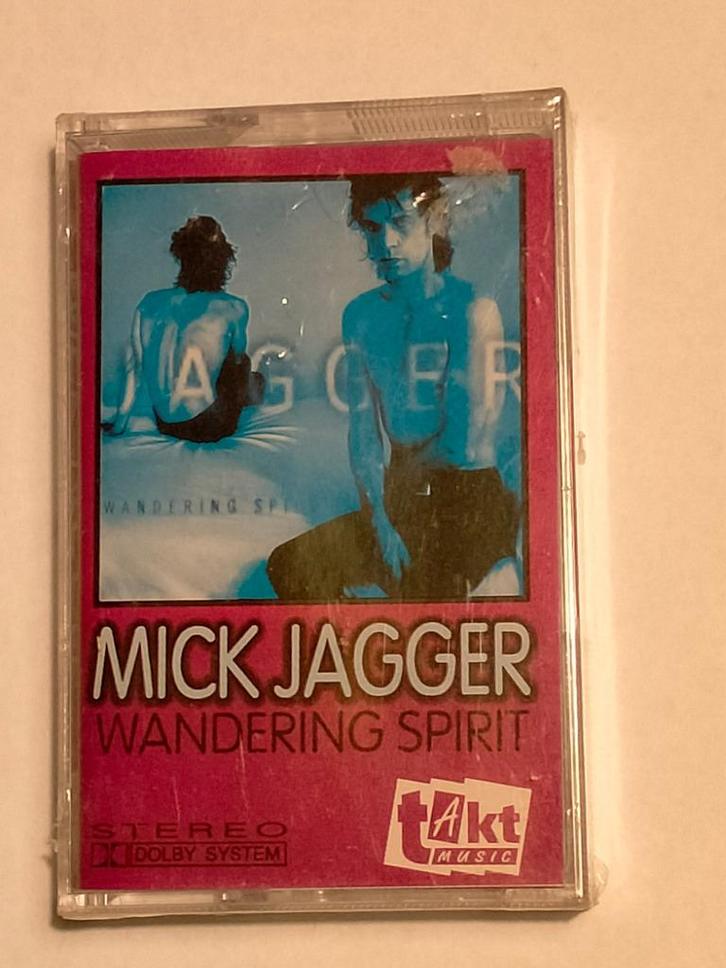 JAGGER
WANDERING SPI
MICK JAGGER
WANDERING SPIRIT
STEREO
DOLBY SYSTEM
tAkt
MUSIC